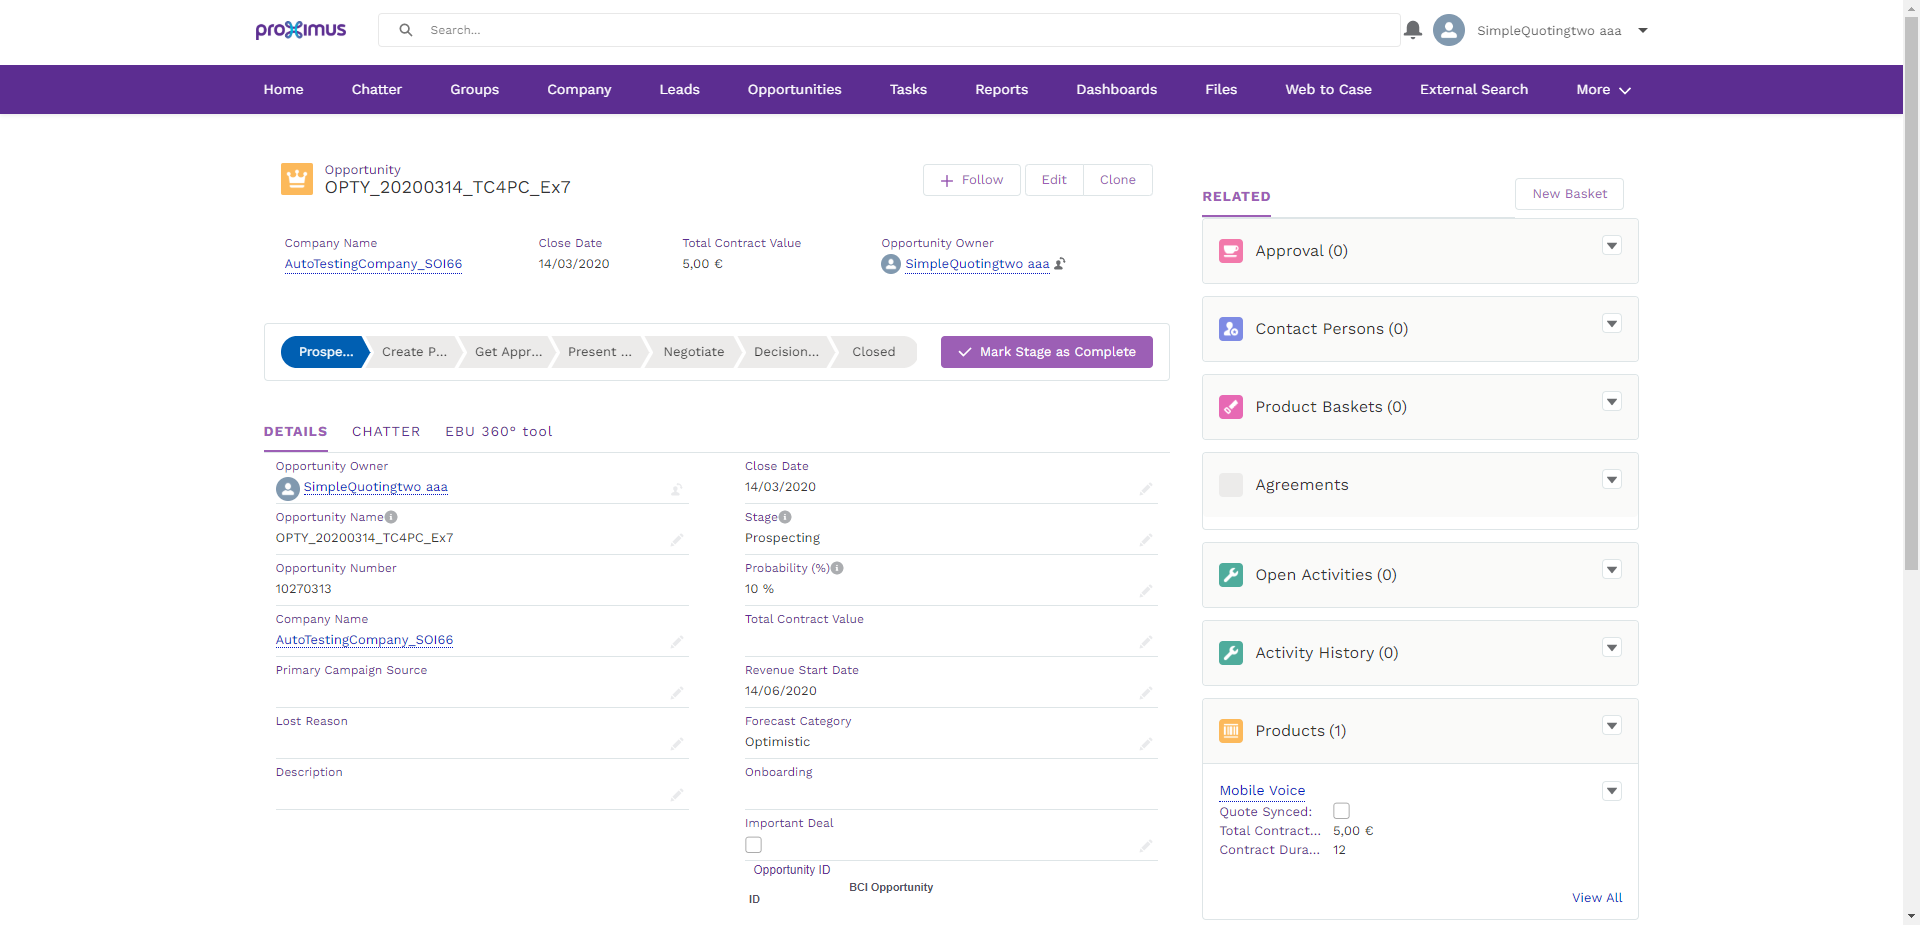 proximus
Search...
SimpleQuotingtwo aaa
Home Chatter Groups Company Leads Opportunities Tasks Reports Dashboards Files Web to Case External Search More
Opportunity
OPTY_20200314_TC4PC_Ex7
Follow Edit Clone
Company Name Close Date Total Contract Value Opportunity Owner
AutoTestingCompany_SOI66 14/03/2020 5,00 € SimpleQuotingtwo aaa
Prospe... Create P... Get Appr... Present ... Negotiate Decision... Closed Mark Stage as Complete
DETAILS CHATTER EBU 360° tool
Opportunity Owner
SimpleQuotingtwo aaa
Opportunity Name
OPTY_20200314_TC4PC_Ex7
Opportunity Number
10270313
Company Name
AutoTestingCompany_SOI66
Primary Campaign Source
Lost Reason
Description
Close Date
14/03/2020
Stage
Prospecting
Probability (%)
10 %
Total Contract Value
Revenue Start Date
14/06/2020
Forecast Category
Optimistic
Onboarding
Important Deal
Opportunity ID
BCI Opportunity
ID
RELATED New Basket
Approval (0)
Contact Persons (0)
Product Baskets (0)
Agreements
Open Activities (0)
Activity History (0)
Products (1)
Mobile Voice
Quote Synced:
Total Contract... 5,00 €
Contract Dura... 12
View All